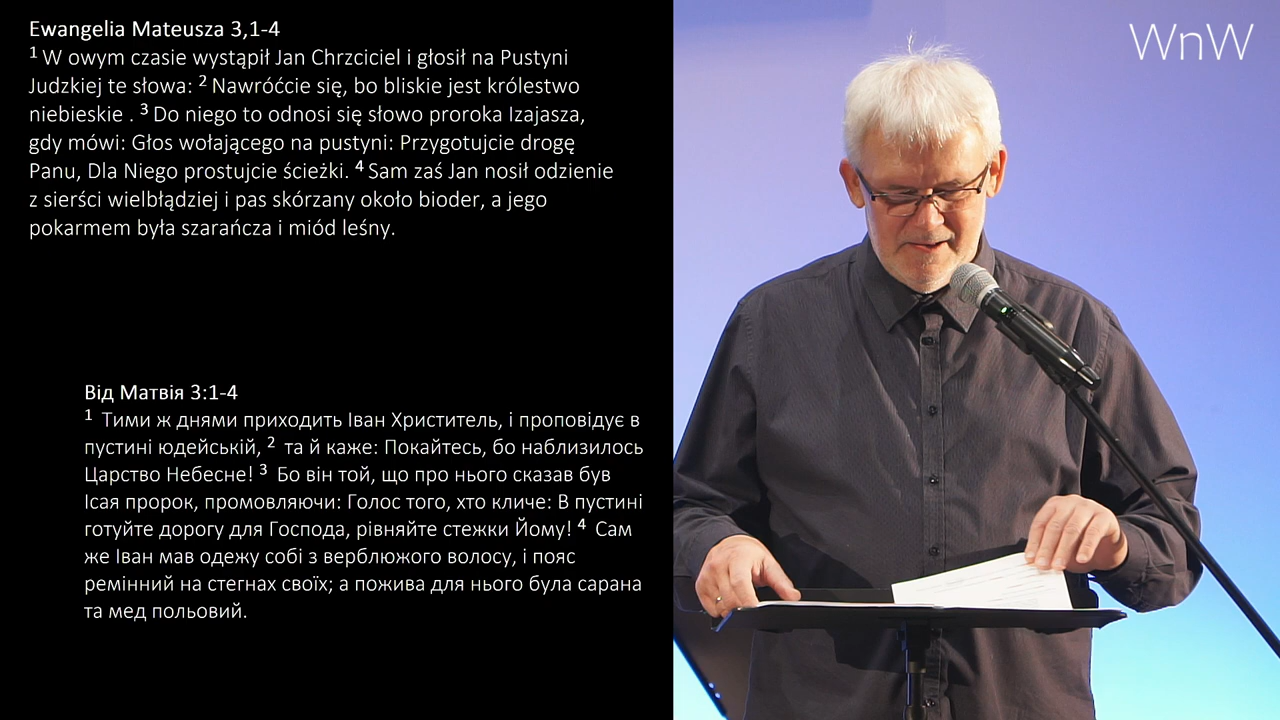 Ewangelia Mateusza 3,1-4
1 W owym czasie wystąpił Jan Chrzciciel i głosił na Pustyni
Judzkiej te słowa: 2 Nawróćcie się, bo bliskie jest królestwo
niebieskie . 3 Do niego to odnosi się słowo proroka Izajasza,
gdy mówi: Głos wołającego na pustyni: Przygotujcie drogę
Panu, Dla Niego prostujcie ścieżki. 4 Sam zaś Jan nosił odzienie
z sierści wielbłądziej i pas skórzany około bioder, a jego
pokarmem była szarańcza i miód leśny.
Від Матвія 3:1-4
1 Тими ж днями приходить Іван Христитель, і проповідує в
пустині юдейській, 2 та й каже: Покайтесь, бо наблизилось
Царство Небесне! 3 Бо він той, що про нього сказав був
Ісая пророк, промовляючи: Голос того, хто кличе: В пустині
готуйте дорогу для Господа, рівняйте стежки Йому! 4 Сам
же Іван мав одежу собі з верблюжого волосу, і пояс
ремінний на стегнах своїх; а пожива для нього була сарана
та мед польовий.
WnW